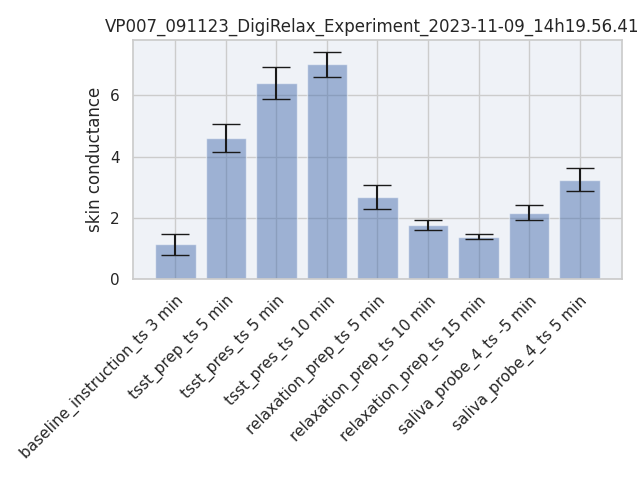 VP007_091123_DigiRelax_Experiment_2023-11-09_14h19.56.41
skin conductance
6
4
2
0
baseline_instruction_ts 3 min
tsst_prep_ts 5 min
tsst_pres_ts 5 min
tsst_pres_ts 10 min
relaxation_prep_ts 5 min
relaxation_prep_ts 10 min
relaxation_prep_ts 15 min
saliva_probe_4_ts -5 min
saliva_probe_4_ts 5 min